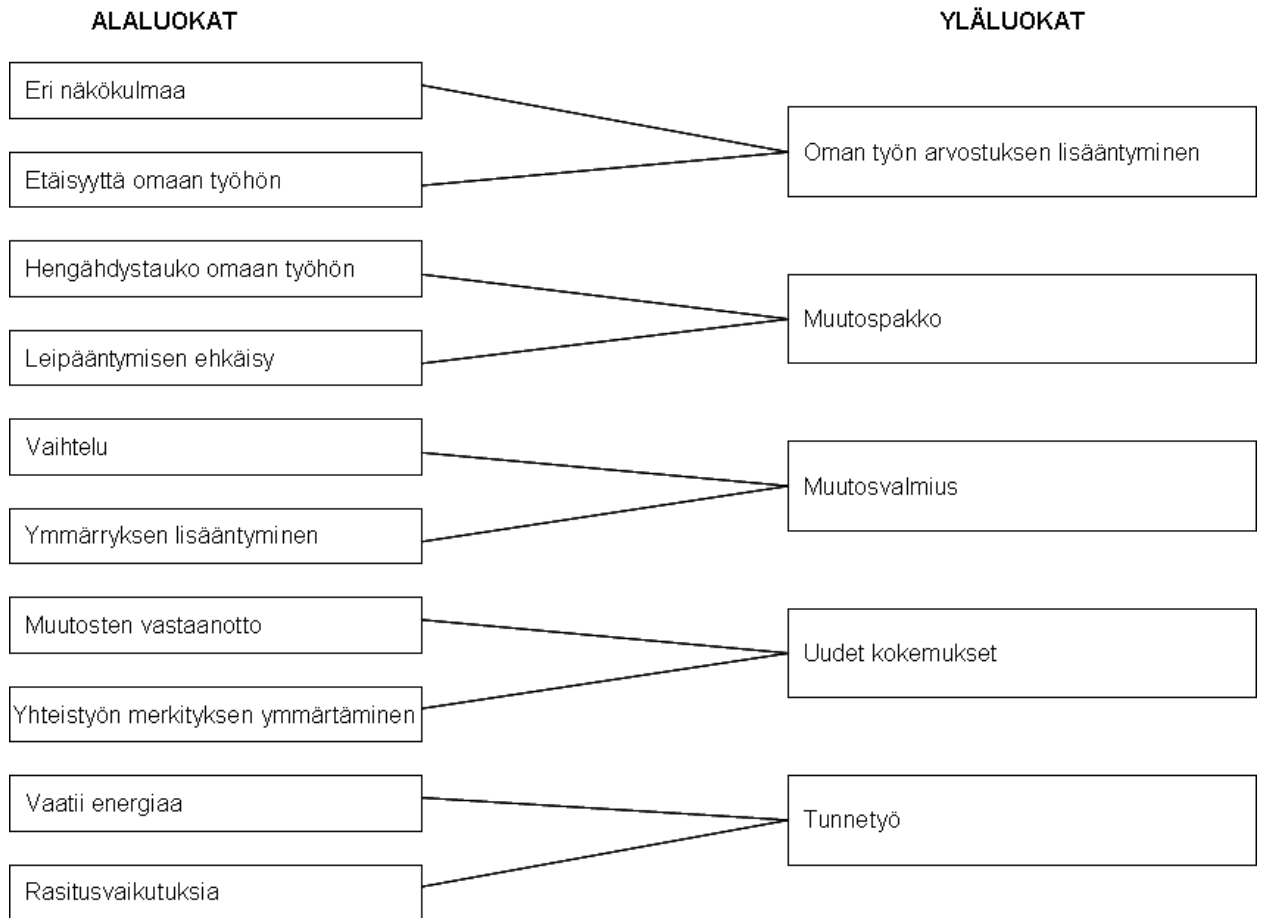 ALALUOKAT
YLÄLUOKAT
Eri näkökulmaa
Etäisyyttä omaan työhön
Oman työn arvostuksen lisääntyminen
Hengähdystauko omaan työhön
Leipääntymisen ehkäisy
Muutospakko
Vaihtelu
Ymmärryksen lisääntyminen
Muutosvalmius
Muutosten vastaanotto
Yhteistyön merkityksen ymmärtäminen
Uudet kokemukset
Vaatii energiaa
Rasitusvaikutuksia
Tunnetyö